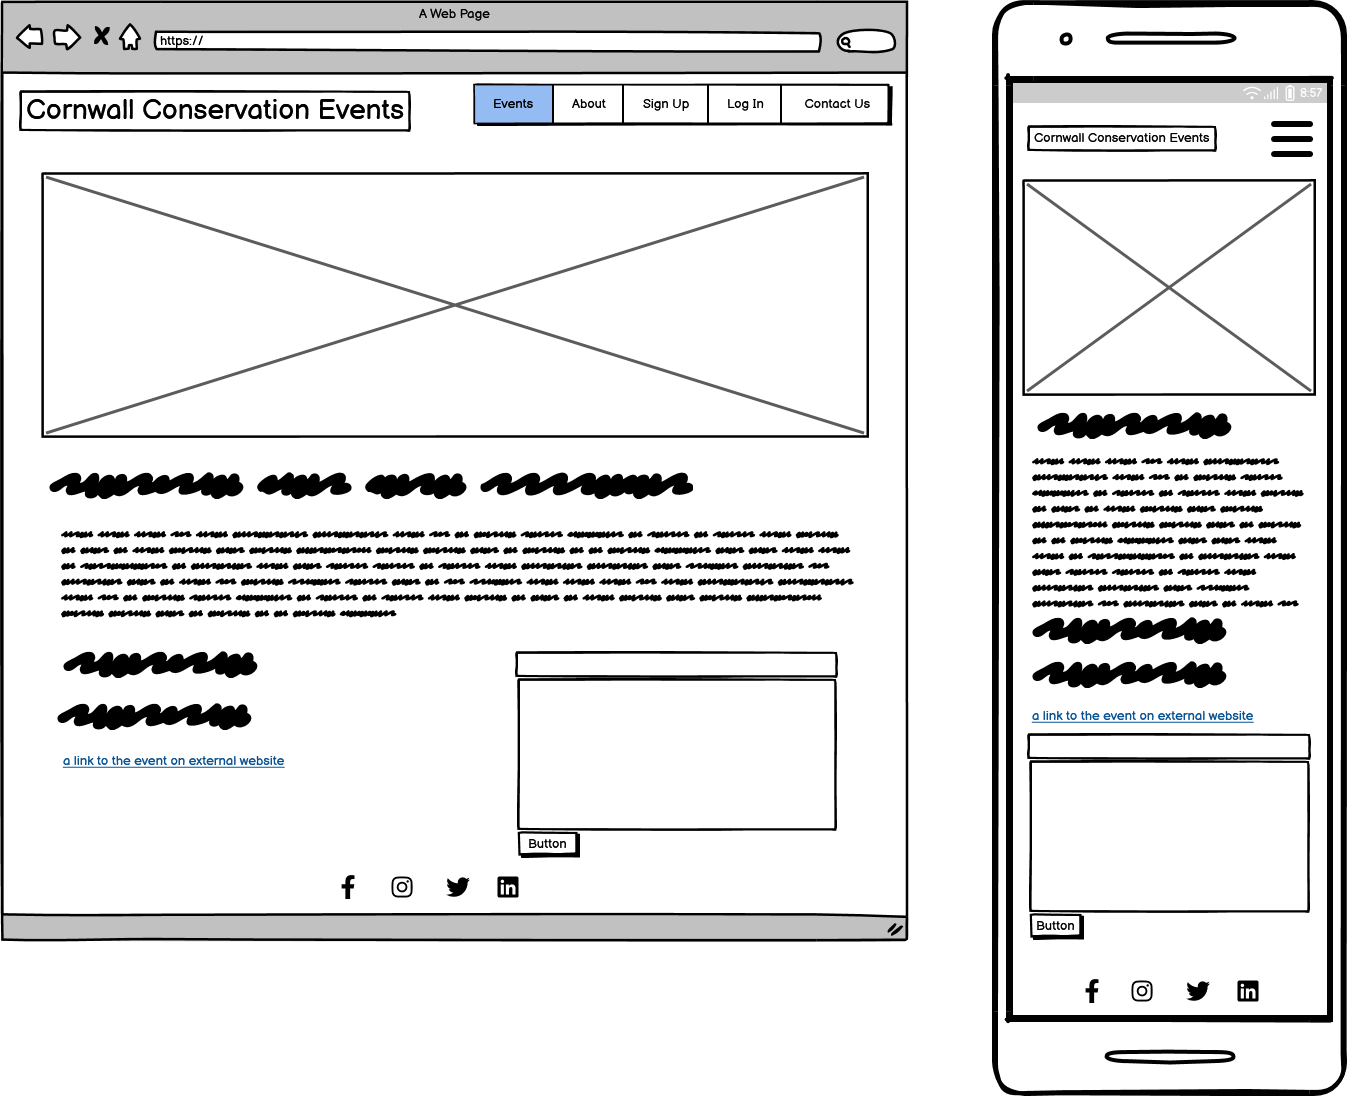 A Web Page
https://
Cornwall Conservation Events
Events About Sign Up Log In Contact Us
a link to the event on external website
Button
8:57
Cornwall Conservation Events
a link to the event on external website
Button